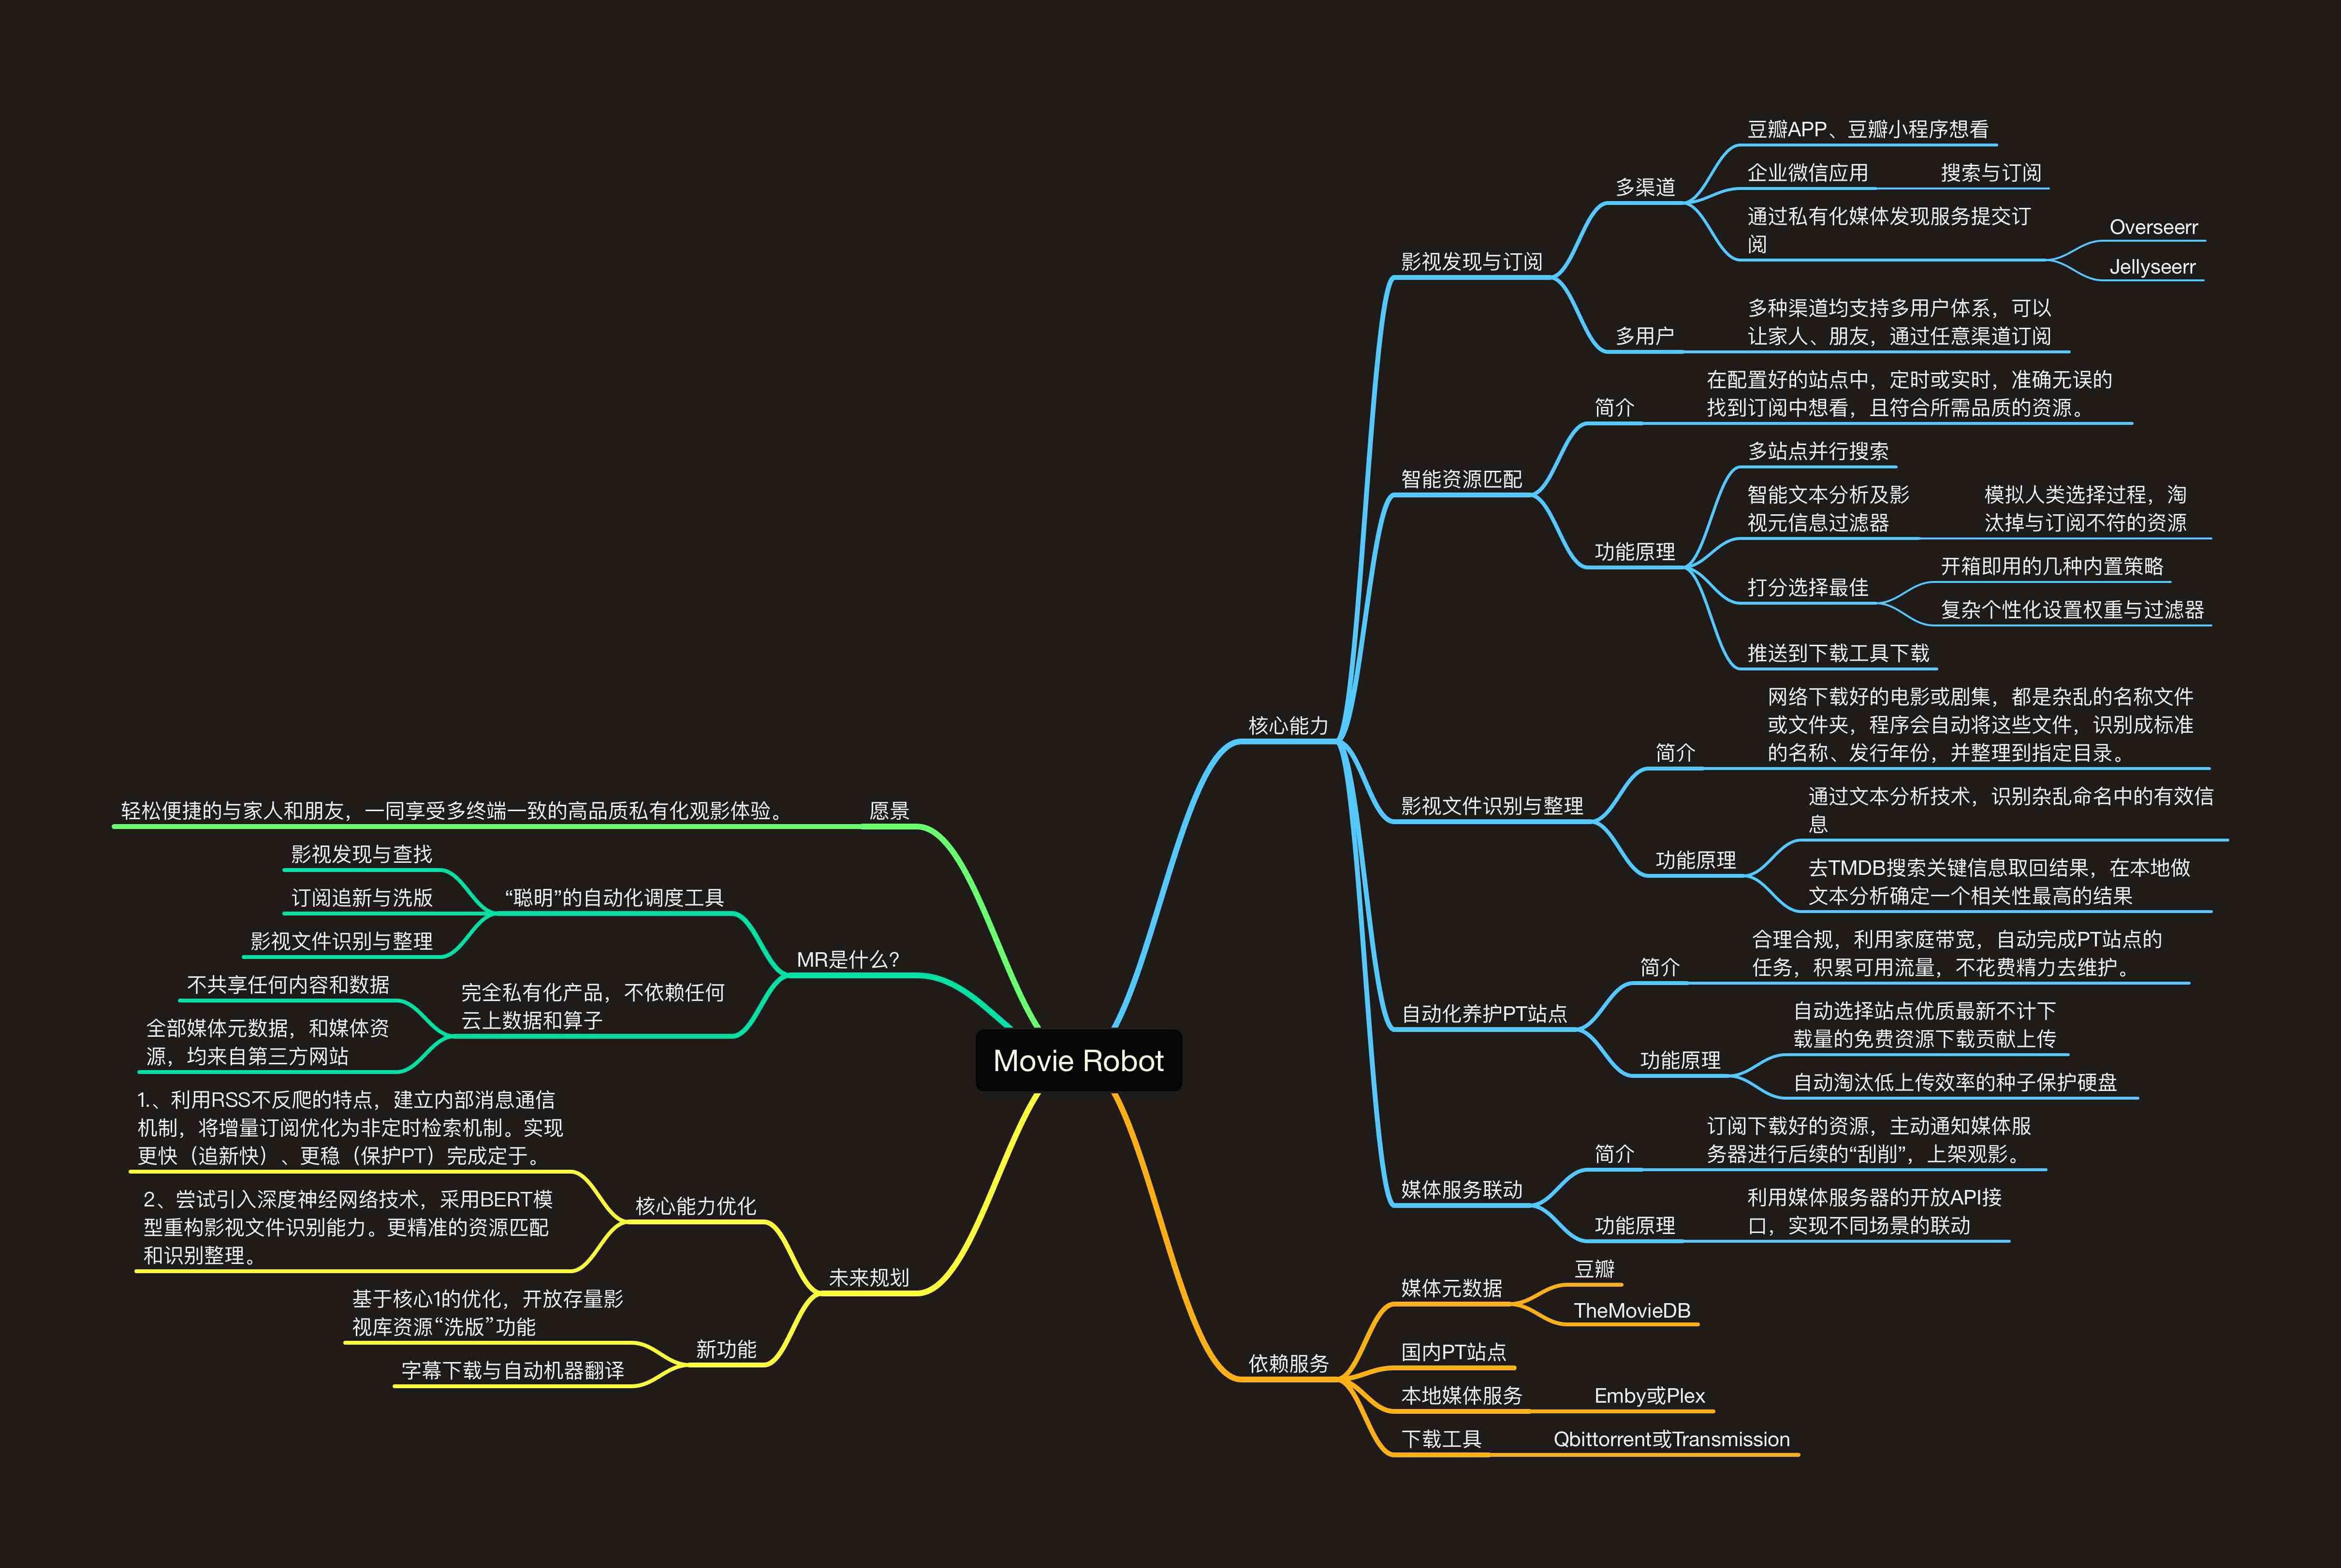 Movie Robot
核心能力
影视发现与订阅
多渠道
豆瓣APP、豆瓣小程序想看
企业微信应用
搜索与订阅
通过私有化媒体发现服务提交订
阅
Overseerr
Jellyseerr
多用户
多种渠道均支持多用户体系，可以
让家人、朋友，通过任意渠道订阅
智能资源匹配
简介
在配置好的站点中，定时或实时，准确无误的
找到订阅中想看，且符合所需品质的资源。
功能原理
多站点并行搜索
智能文本分析及影
视元信息过滤器
模拟人类选择过程，淘
汰掉与订阅不符的资源
打分选择最佳
开箱即用的几种内置策略
复杂个性化设置权重与过滤器
推送到下载工具下载
影视文件识别与整理
简介
网络下载好的电影或剧集，都是杂乱的名称文件
或文件夹，程序会自动将这些文件，识别成标准
的名称、发行年份，并整理到指定目录。
功能原理
通过文本分析技术，识别杂乱命名中的有效信
息
去TMDB搜索关键信息取回结果，在本地做
文本分析确定一个相关性最高的结果
自动化养护PT站点
简介
合理合规，利用家庭带宽，自动完成PT站点的
任务，积累可用流量，不花费精力去维护。
功能原理
自动选择站点优质最新不计下
载量的免费资源下载贡献上传
自动淘汰低上传效率的种子保护硬盘
媒体服务联动
简介
订阅下载好的资源，主动通知媒体服
务器进行后续的“刮削”，上架观影。
功能原理
利用媒体服务器的开放API接
口，实现不同场景的联动
依赖服务
媒体元数据
豆瓣
TheMovieDB
国内PT站点
本地媒体服务
Emby或Plex
下载工具
Qbittorrent或Transmission
愿景
轻松便捷的与家人和朋友，一同享受多终端一致的高品质私有化观影体验。
MR是什么？
“聪明”的自动化调度工具
影视发现与查找
订阅追新与洗版
影视文件识别与整理
完全私有化产品，不依赖任何
云上数据和算子
不共享任何内容和数据
全部媒体元数据，和媒体资
源，均来自第三方网站
未来规划
核心能力优化
1.、利用RSS不反爬的特点，建立内部消息通信
机制，将增量订阅优化为非定时检索机制。实现
更快（追新快）、更稳（保护PT）完成定于。
2、尝试引入深度神经网络技术，采用BERT模
型重构影视文件识别能力。更精准的资源匹配
和识别整理。
新功能
基于核心1的优化，开放存量影
视库资源“洗版”功能
字幕下载与自动机器翻译